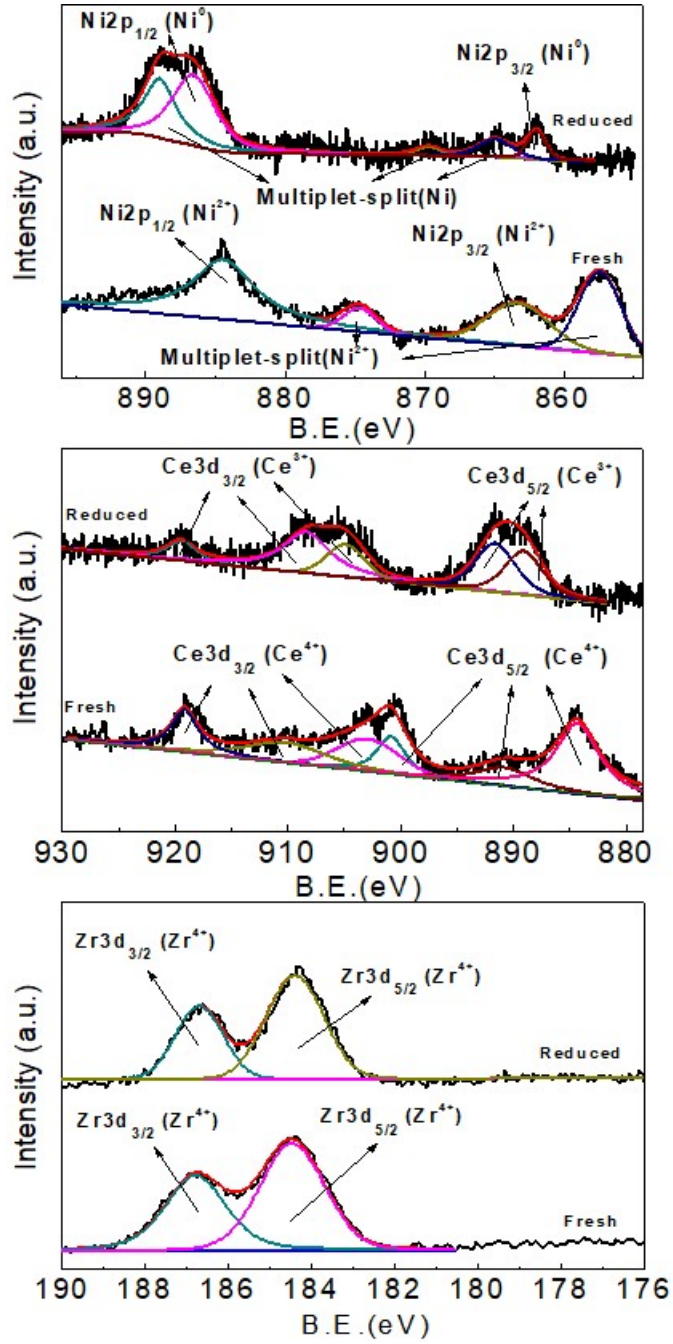 Ni2p1/2 (Ni0)
Ni2p3/2 (Ni0)
Reduced
Multiplet-split(Ni)
Ni2p1/2 (Ni2+)
Ni2p3/2 (Ni2+)
Fresh
Multiplet-split(Ni2+)
Intensity (a.u.)
890 880 870 860
B.E.(eV)
Ce3d3/2 (Ce3+)
Ce3d5/2 (Ce3+)
Reduced
Ce3d3/2 (Ce4+)
Ce3d5/2 (Ce4+)
Fresh
Intensity (a.u.)
930 920 910 900 890 880
B.E.(eV)
Zr3d3/2 (Zr4+)
Zr3d5/2 (Zr4+)
Reduced
Zr3d3/2 (Zr4+)
Zr3d5/2 (Zr4+)
Fresh
Intensity (a.u.)
190 188 186 184 182 180 178 176
B.E.(eV)